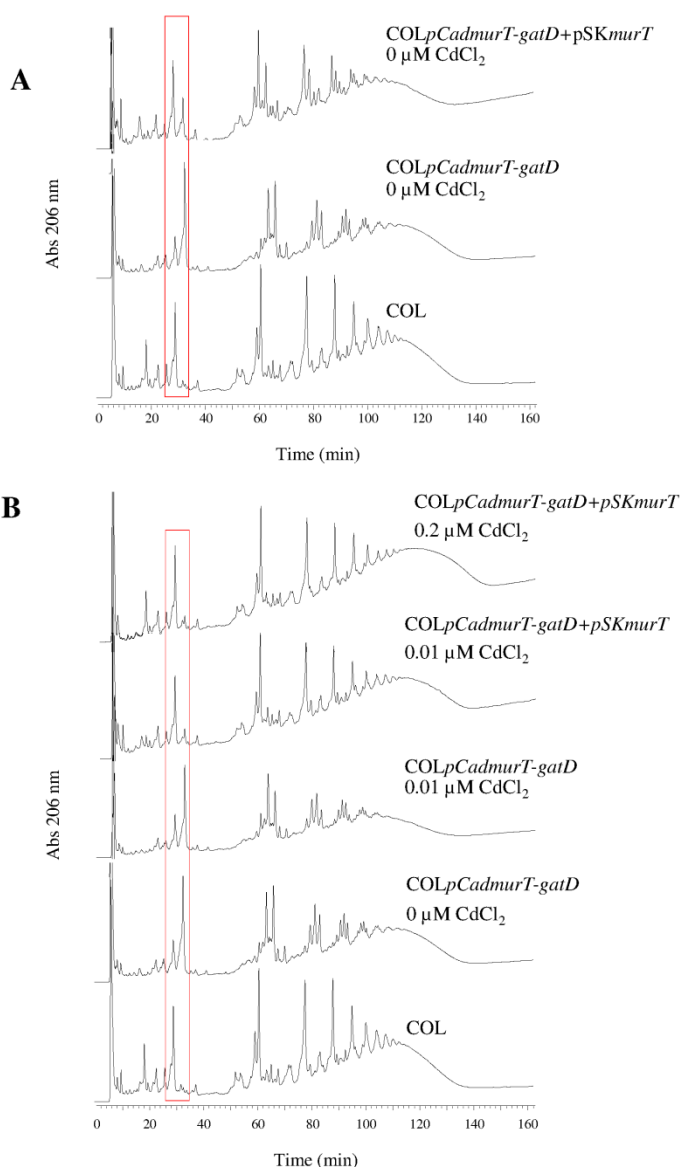 A
COLpCadmurT-gatD+pSKmurT
0 µM CdCl₂
COLpCadmurT-gatD
0 µM CdCl₂
COL
Abs 206 nm
0 20 40 60 80 100 120 140 160
Time (min)
B
COLpCadmurT-gatD+pSKmurT
0.2 µM CdCl₂
COLpCadmurT-gatD+pSKmurT
0.01 µM CdCl₂
COLpCadmurT-gatD
0.01 µM CdCl₂
COLpCadmurT-gatD
0 µM CdCl₂
COL
Abs 206 nm
0 20 40 60 80 100 120 140 160
Time (min)